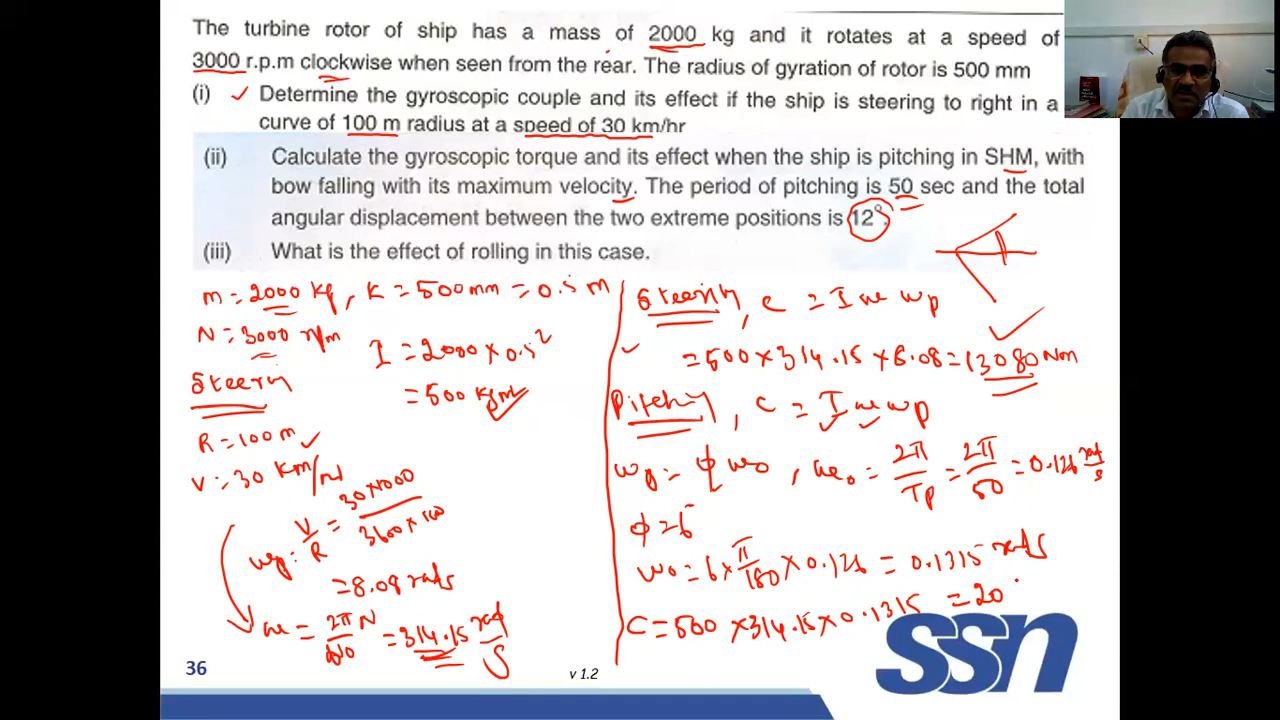 The turbine rotor of ship has a mass of 2000 kg and it rotates at a speed of
3000 r.p.m clockwise when seen from the rear. The radius of gyration of rotor is 500 mm
(i) Determine the gyroscopic couple and its effect if the ship is steering to right in a
curve of 100 m radius at a speed of 30 km/hr
(ii) Calculate the gyroscopic torque and its effect when the ship is pitching in SHM, with
bow falling with its maximum velocity. The period of pitching is 50 sec and the total
angular displacement between the two extreme positions is 12°.
(iii) What is the effect of rolling in this case.
m = 2000 kg, K = 500 mm = 0.5 m
N = 3000 rpm
I = 2000 × 0.5²
= 500 kgm²
Steering
R = 100 m
V = 30 Km/hr
wp = V/R = 30×1000 / 3600×100
= 8.08 rad/s
w = 2πN/60 = 314.15 rad/s
Steering, C = I w wp
= 500 × 314.15 × 8.08 = 13080 Nm
Pitching, C = I w wp
wp = φ wo, wo = 2π/Tp = 2π/50 = 0.126 rad/s
φ = 6
wo = 6 × π/180 × 0.126 = 0.1315 rad/s
C = 500 × 314.15 × 0.1315 = 20
36
v 1.2
ssn